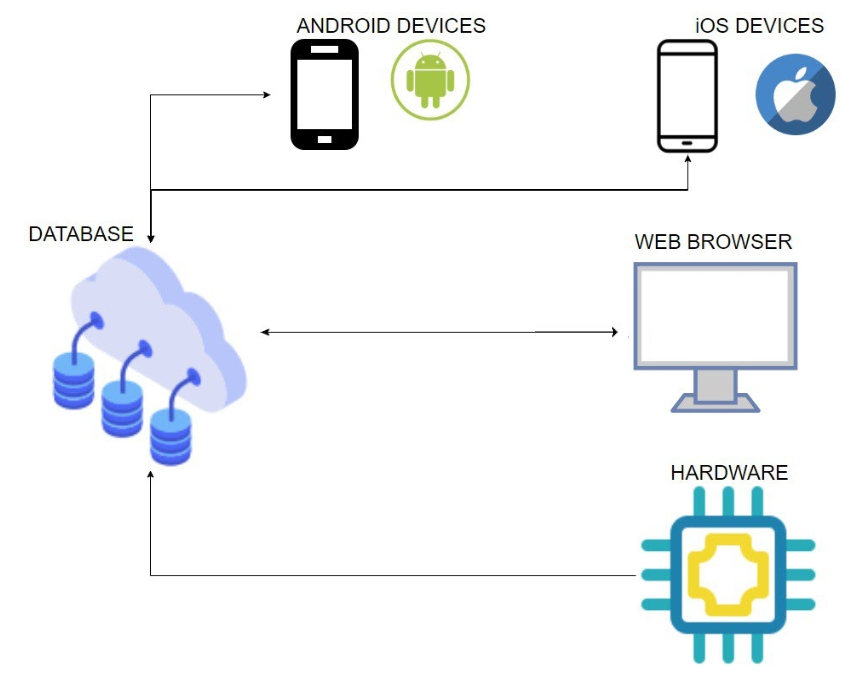 ANDROID DEVICES
iOS DEVICES
DATABASE
WEB BROWSER
HARDWARE